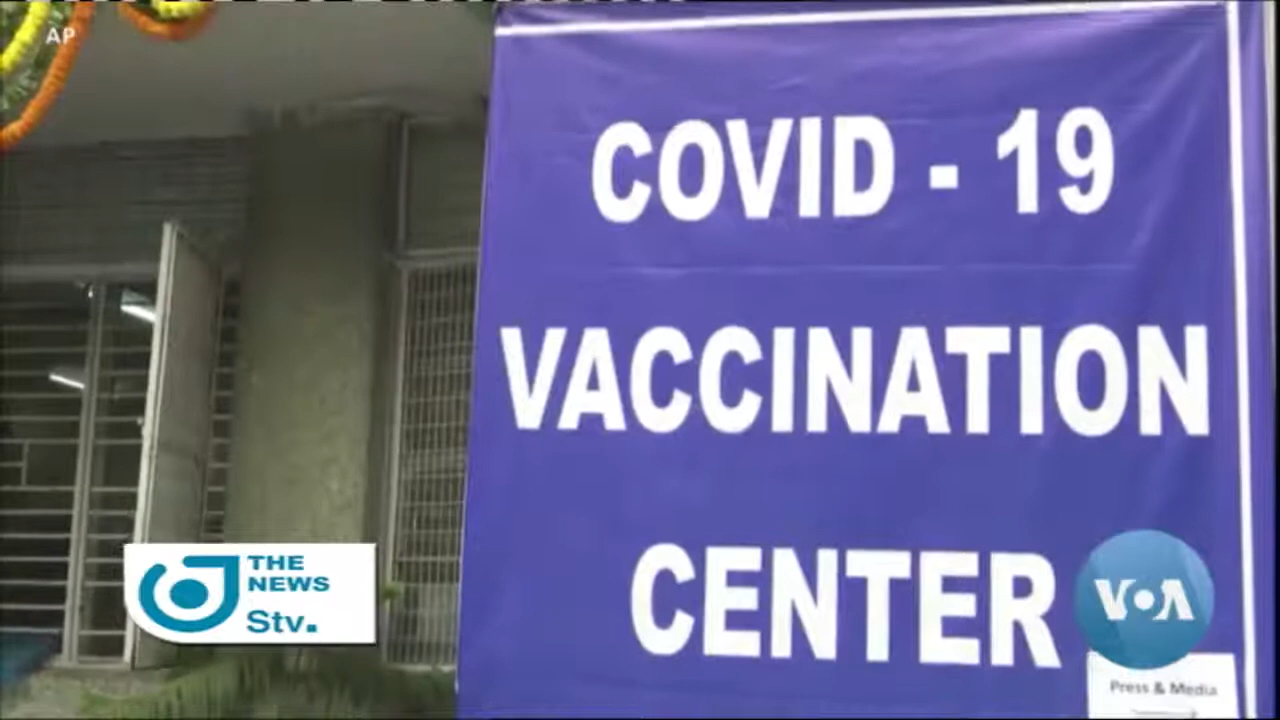 AP
COVID - 19
VACCINATION
CENTER
THE
NEWS
Stv.
VOA
Press & Media